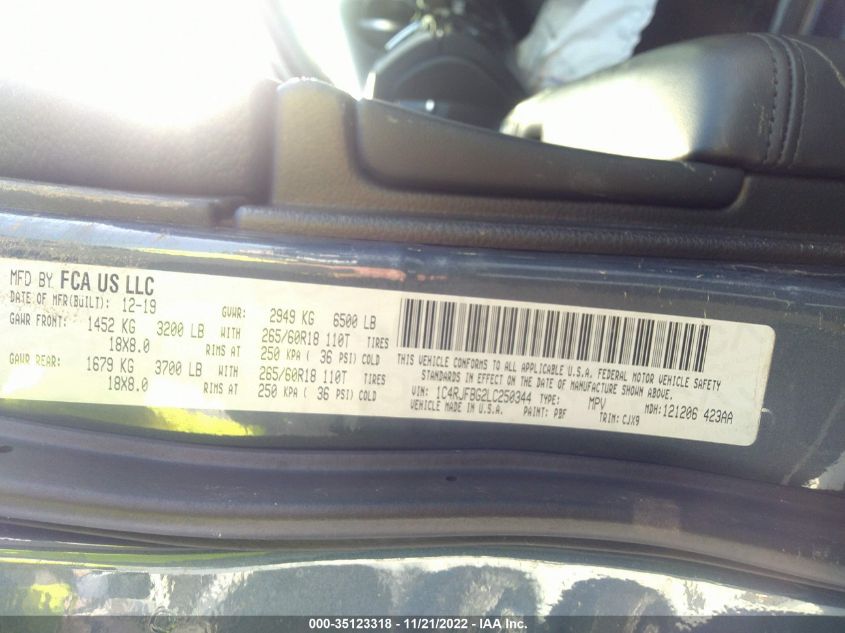 MFD BY FCA US LLC
DATE OF MFR(BUILT): 12-19 GVWR: 2949 KG 6500 LB
GAWR FRONT: 1452 KG 3200 LB WITH 265/60R18 110T TIRES
18X8.0 RIMS AT 250 KPA ( 36 PSI) COLD
GAWR REAR: 1679 KG 3700 LB WITH 265/60R18 110T TIRES
18X8.0 RIMS AT 250 KPA ( 36 PSI) COLD
THIS VEHICLE CONFORMS TO ALL APPLICABLE U.S.A. FEDERAL MOTOR VEHICLE SAFETY
STANDARDS IN EFFECT ON THE DATE OF MANUFACTURE SHOWN ABOVE.
VIN: 1C4RJFBG2LC250344 TYPE: MPV MDH: 121206 423AA
VEHICLE MADE IN U.S.A. PAINT: PBF TRIM: CJX9
000-35123318 - 11/21/2022 - IAA Inc.